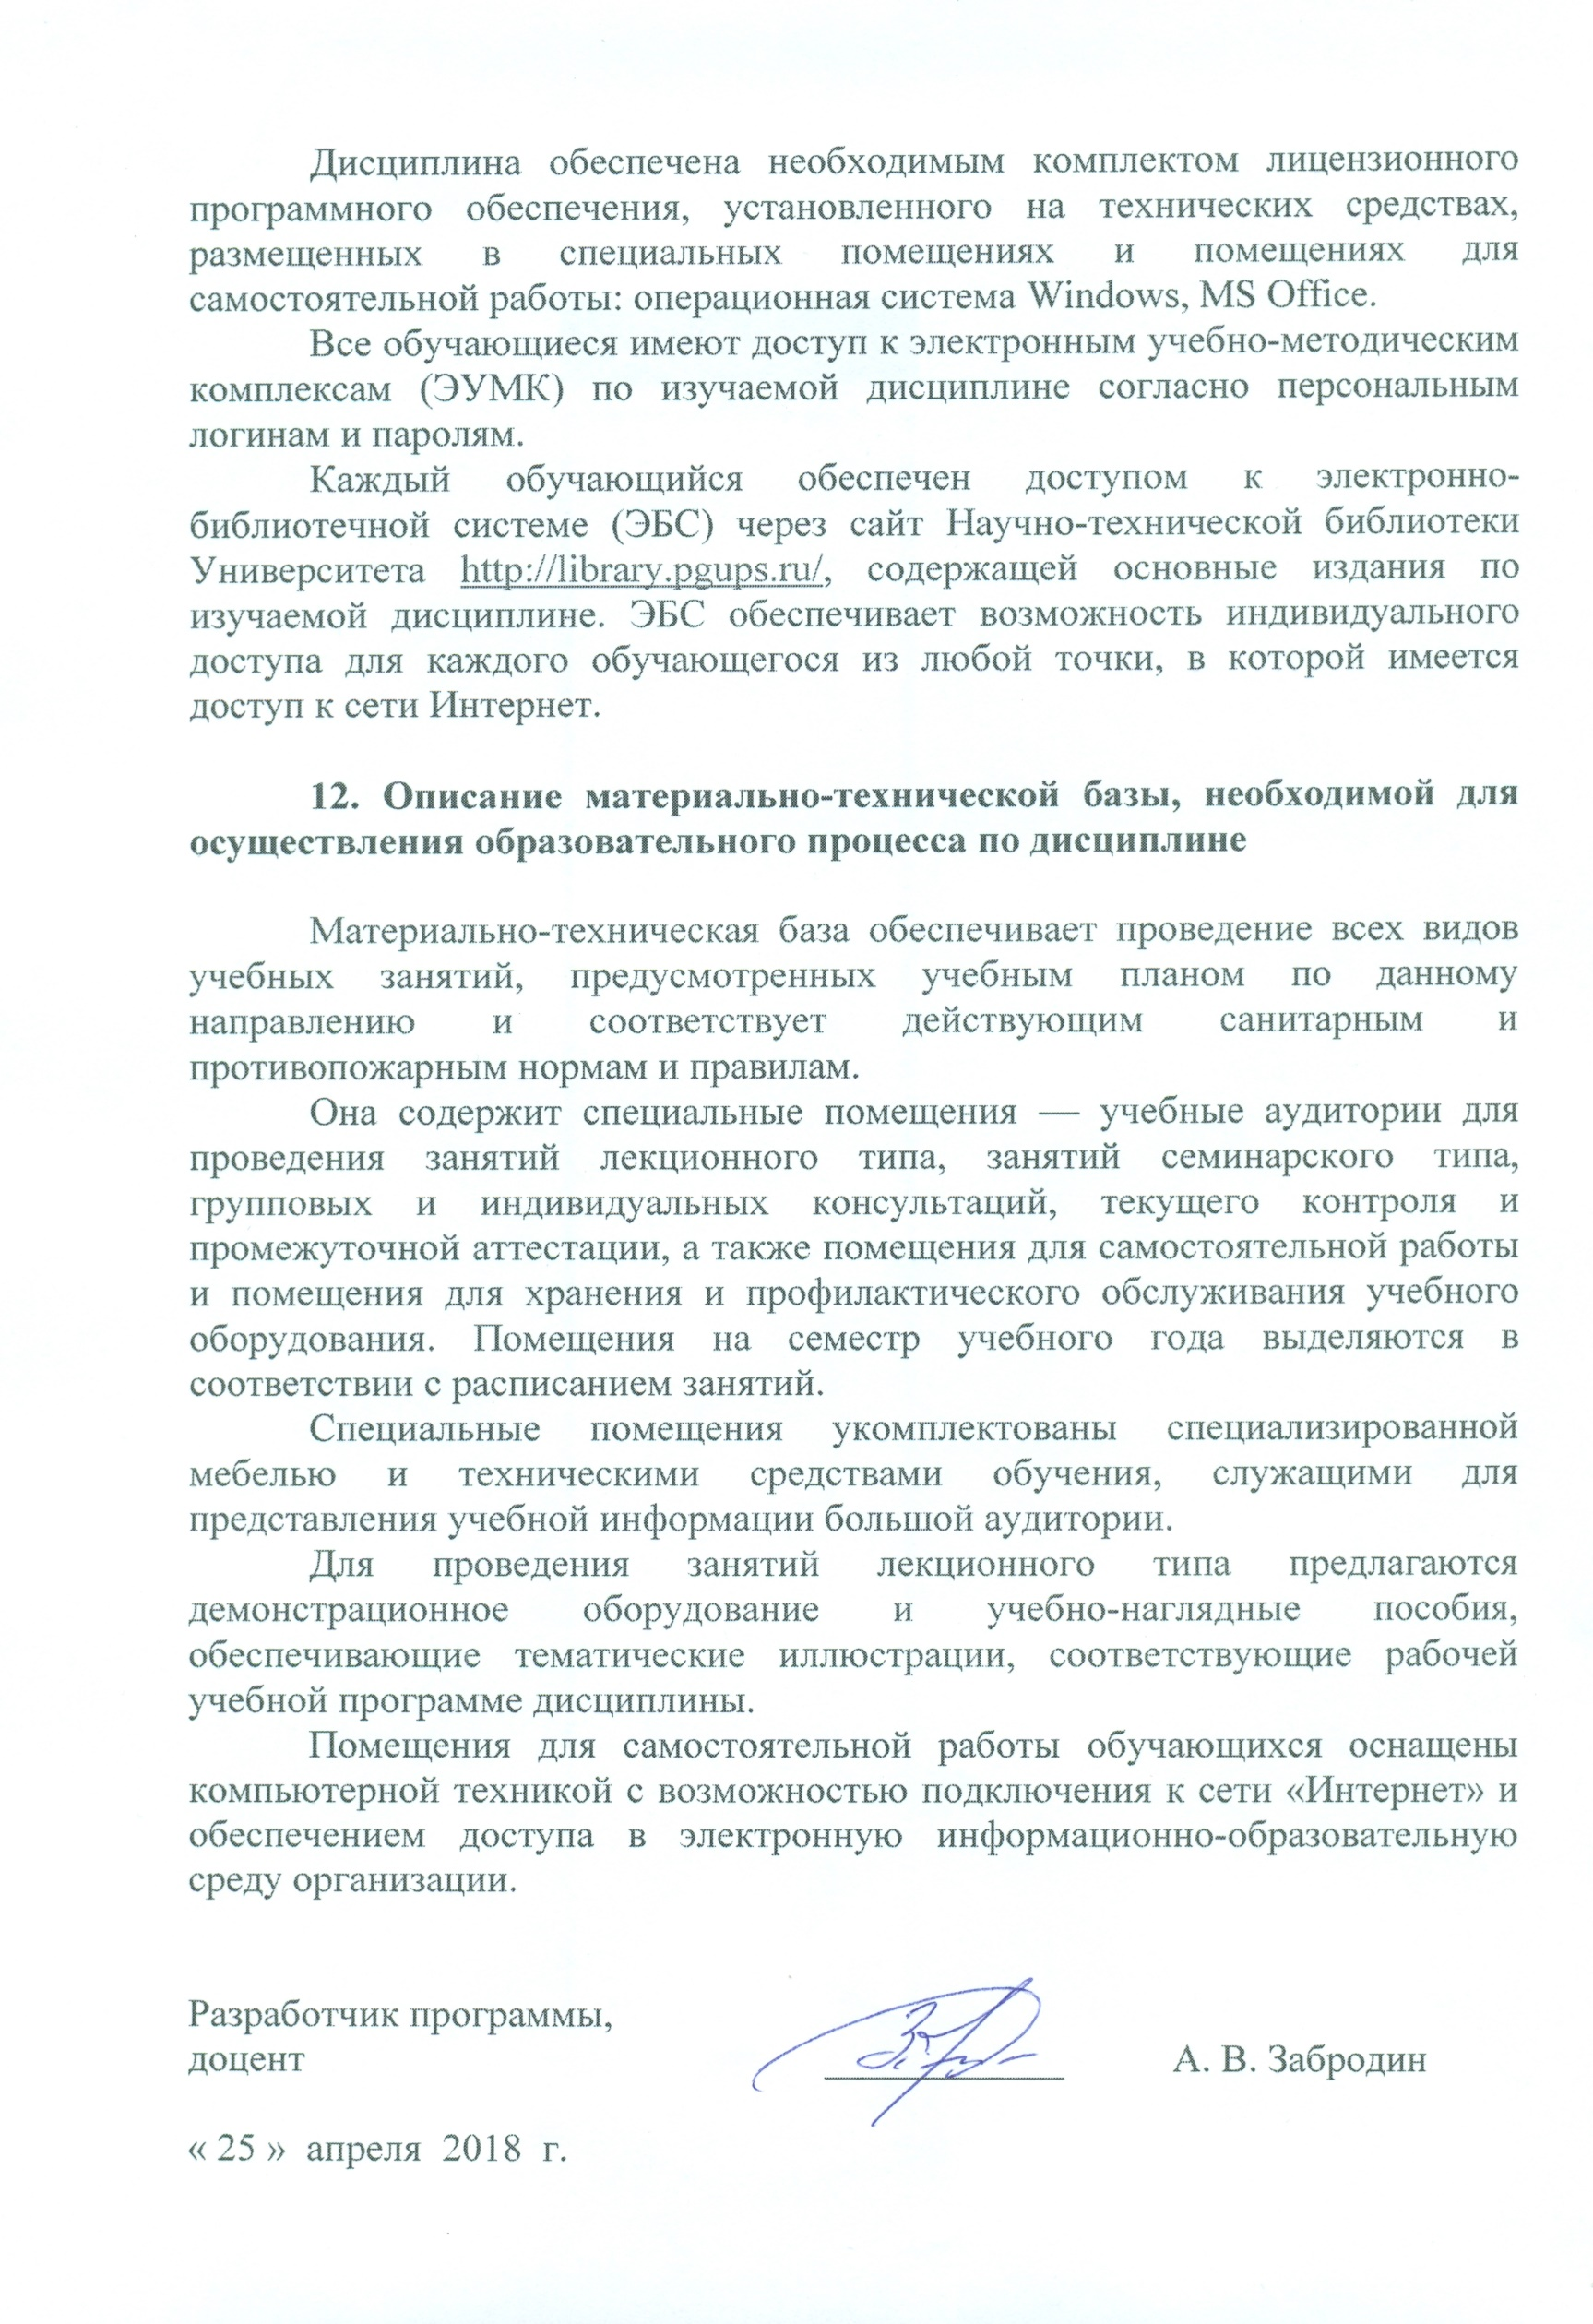 Дисциплина обеспечена необходимым комплектом лицензионного
программного обеспечения, установленного на технических средствах,
размещенных в специальных помещениях и помещениях для
самостоятельной работы: операционная система Windows, MS Office.
Все обучающиеся имеют доступ к электронным учебно-методическим
комплексам (ЭУМК) по изучаемой дисциплине согласно персональным
логинам и паролям.
Каждый обучающийся обеспечен доступом к электронно-
библиотечной системе (ЭБС) через сайт Научно-технической библиотеки
Университета http://library.pgups.ru/, содержащей основные издания по
изучаемой дисциплине. ЭБС обеспечивает возможность индивидуального
доступа для каждого обучающегося из любой точки, в которой имеется
доступ к сети Интернет.
12. Описание материально-технической базы, необходимой для
осуществления образовательного процесса по дисциплине
Материально-техническая база обеспечивает проведение всех видов
учебных занятий, предусмотренных учебным планом по данному
направлению и соответствует действующим санитарным и
противопожарным нормам и правилам.
Она содержит специальные помещения — учебные аудитории для
проведения занятий лекционного типа, занятий семинарского типа,
групповых и индивидуальных консультаций, текущего контроля и
промежуточной аттестации, а также помещения для самостоятельной работы
и помещения для хранения и профилактического обслуживания учебного
оборудования. Помещения на семестр учебного года выделяются в
соответствии с расписанием занятий.
Специальные помещения укомплектованы специализированной
мебелью и техническими средствами обучения, служащими для
представления учебной информации большой аудитории.
Для проведения занятий лекционного типа предлагаются
демонстрационное оборудование и учебно-наглядные пособия,
обеспечивающие тематические иллюстрации, соответствующие рабочей
учебной программе дисциплины.
Помещения для самостоятельной работы обучающихся оснащены
компьютерной техникой с возможностью подключения к сети «Интернет» и
обеспечением доступа в электронную информационно-образовательную
среду организации.
Разработчик программы,
доцент А. В. Забродин
« 25 » апреля 2018 г.